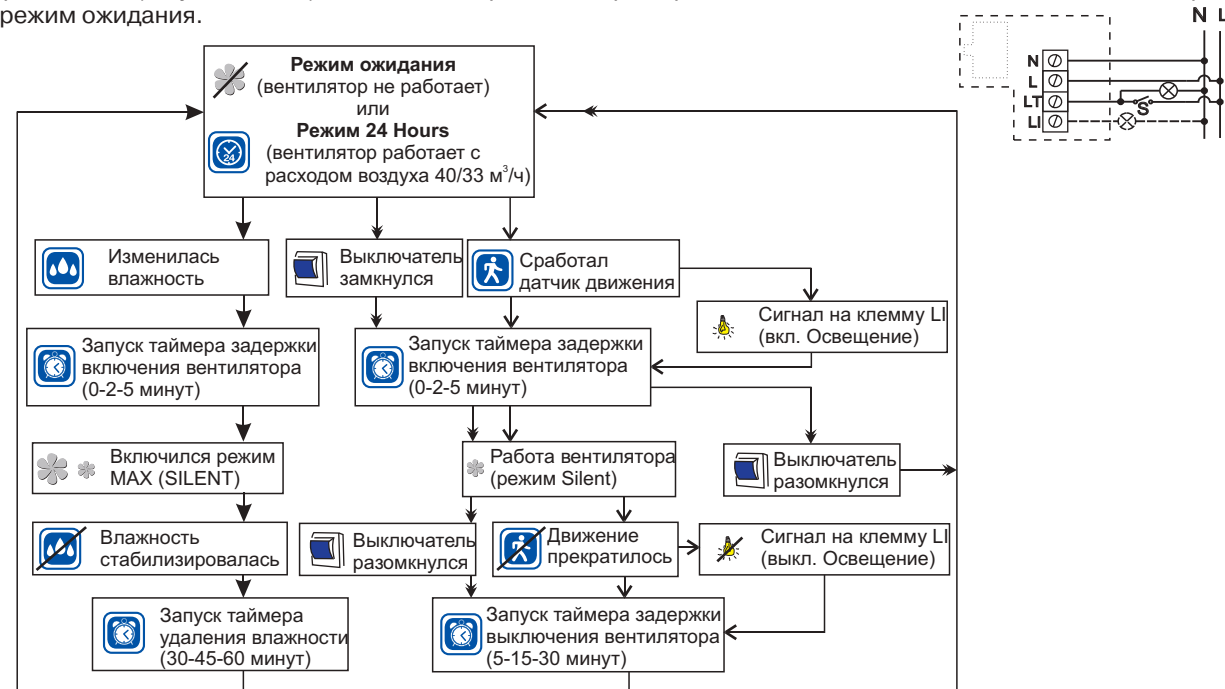 режим ожидания.
N L
N
L
LT
LI
S
Режим ожидания
(вентилятор не работает)
или
Режим 24 Hours
(вентилятор работает с
расходом воздуха 40/33 м³/ч)
24
Изменилась
влажность
Выключатель
замкнулся
Сработал
датчик движения
Сигнал на клемму LI
(вкл. Освещение)
Запуск таймера задержки
включения вентилятора
(0-2-5 минут)
Запуск таймера задержки
включения вентилятора
(0-2-5 минут)
Включился режим
MAX (SILENT)
Работа вентилятора
(режим Silent)
Выключатель
разомкнулся
Влажность
стабилизировалась
Выключатель
разомкнулся
Движение
прекратилось
Сигнал на клемму LI
(выкл. Освещение)
Запуск таймера
удаления влажности
(30-45-60 минут)
Запуск таймера задержки
выключения вентилятора
(5-15-30 минут)